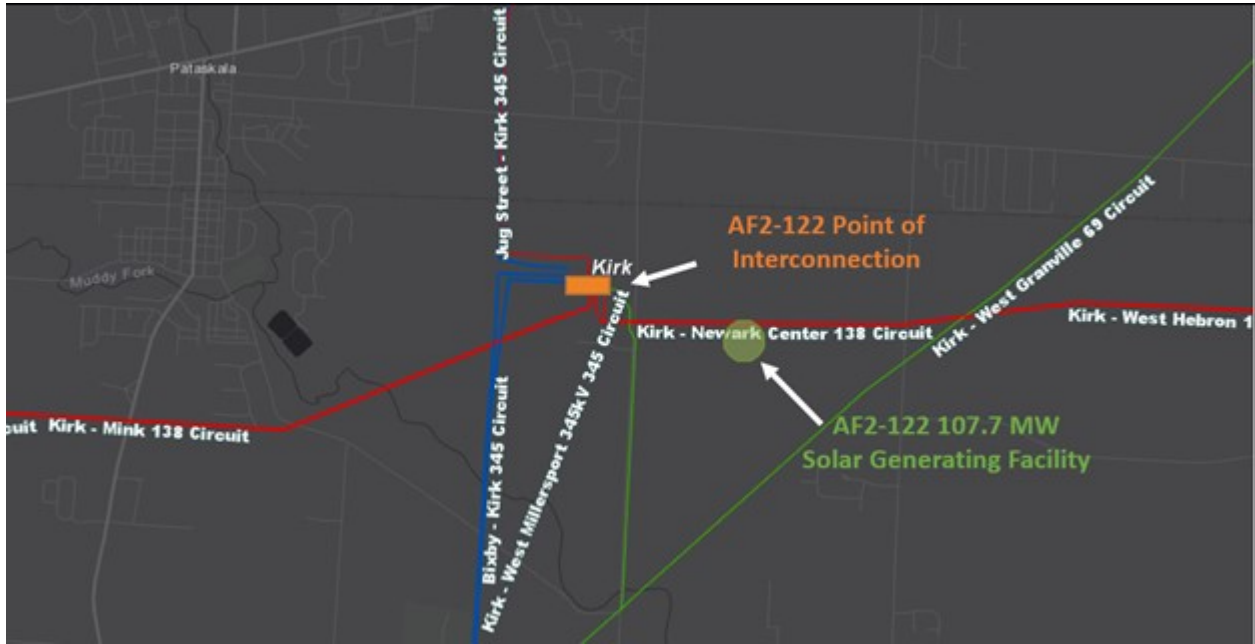 Pataskala
Muddy Fork
Jug Street - Kirk 345 Circuit
Kirk
AF2-122 Point of
Interconnection
Kirk - West Granville 69 Circuit
Kirk - Newark Center 138 Circuit
Kirk - West Hebron 1
cuit Kirk - Mink 138 Circuit
Bixby - Kirk 345 Circuit
Kirk - West Millersport 345kV 345 Circuit
AF2-122 107.7 MW
Solar Generating Facility